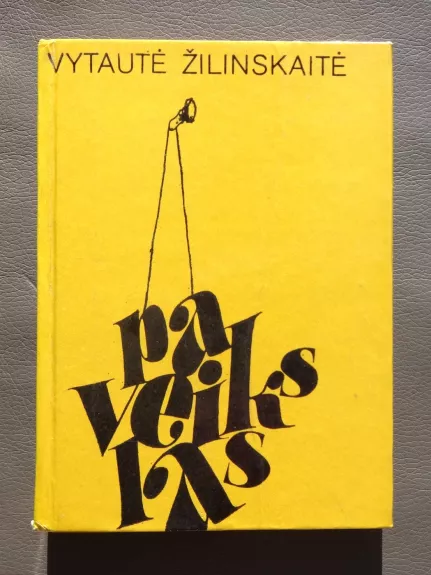 VYTAUTĖ ŽILINSKAITĖ
pa
veiks
las